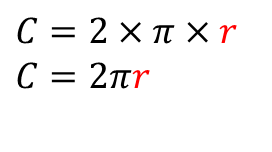 C = 2 × π × r
C = 2πr